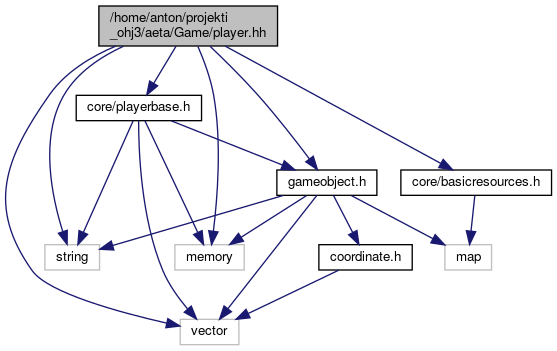 /home/anton/projekti
_ohj3/aeta/Game/player.hh
core/playerbase.h
gameobject.h
core/basicresources.h
string
memory
coordinate.h
map
vector